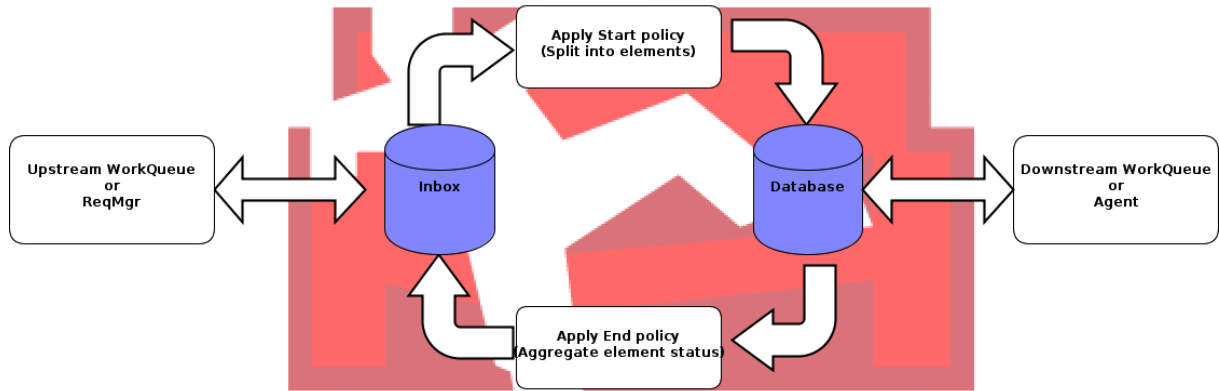 Apply Start policy
(Split into elements)
Upstream WorkQueue
or
ReqMgr
Inbox
Database
Downstream WorkQueue
or
Agent
Apply End policy
(Aggregate element status)